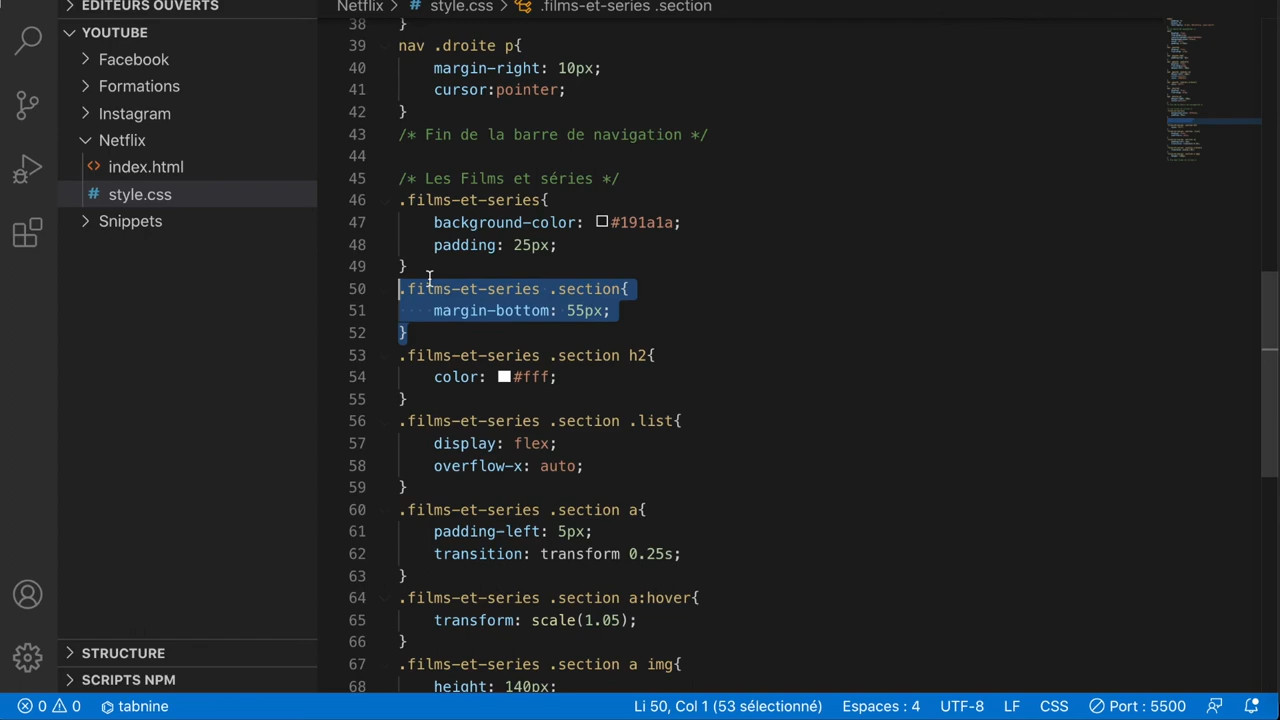 EDITEURS OUVERTS
YOUTUBE
Facebook
Formations
Instagram
Netflix
index.html
# style.css
Snippets
STRUCTURE
SCRIPTS NPM
Netflix > # style.css > .films-et-series .section
38 }
39 nav .droite p{
40 margin-right: 10px;
41 cursor:pointer;
42 }
43 /* Fin de la barre de navigation */
44
45 /* Les Films et séries */
46 .films-et-series{
47 background-color: #191a1a;
48 padding: 25px;
49 }
50 .films-et-series .section{
51 margin-bottom: 55px;
52 }
53 .films-et-series .section h2{
54 color: #fff;
55 }
56 .films-et-series .section .list{
57 display: flex;
58 overflow-x: auto;
59 }
60 .films-et-series .section a{
61 padding-left: 5px;
62 transition: transform 0.25s;
63 }
64 .films-et-series .section a:hover{
65 transform: scale(1.05);
66 }
67 .films-et-series .section a img{
68 height: 140px;
0 0 tabnine Li 50, Col 1 (53 sélectionné) Espaces : 4 UTF-8 LF CSS Port : 5500